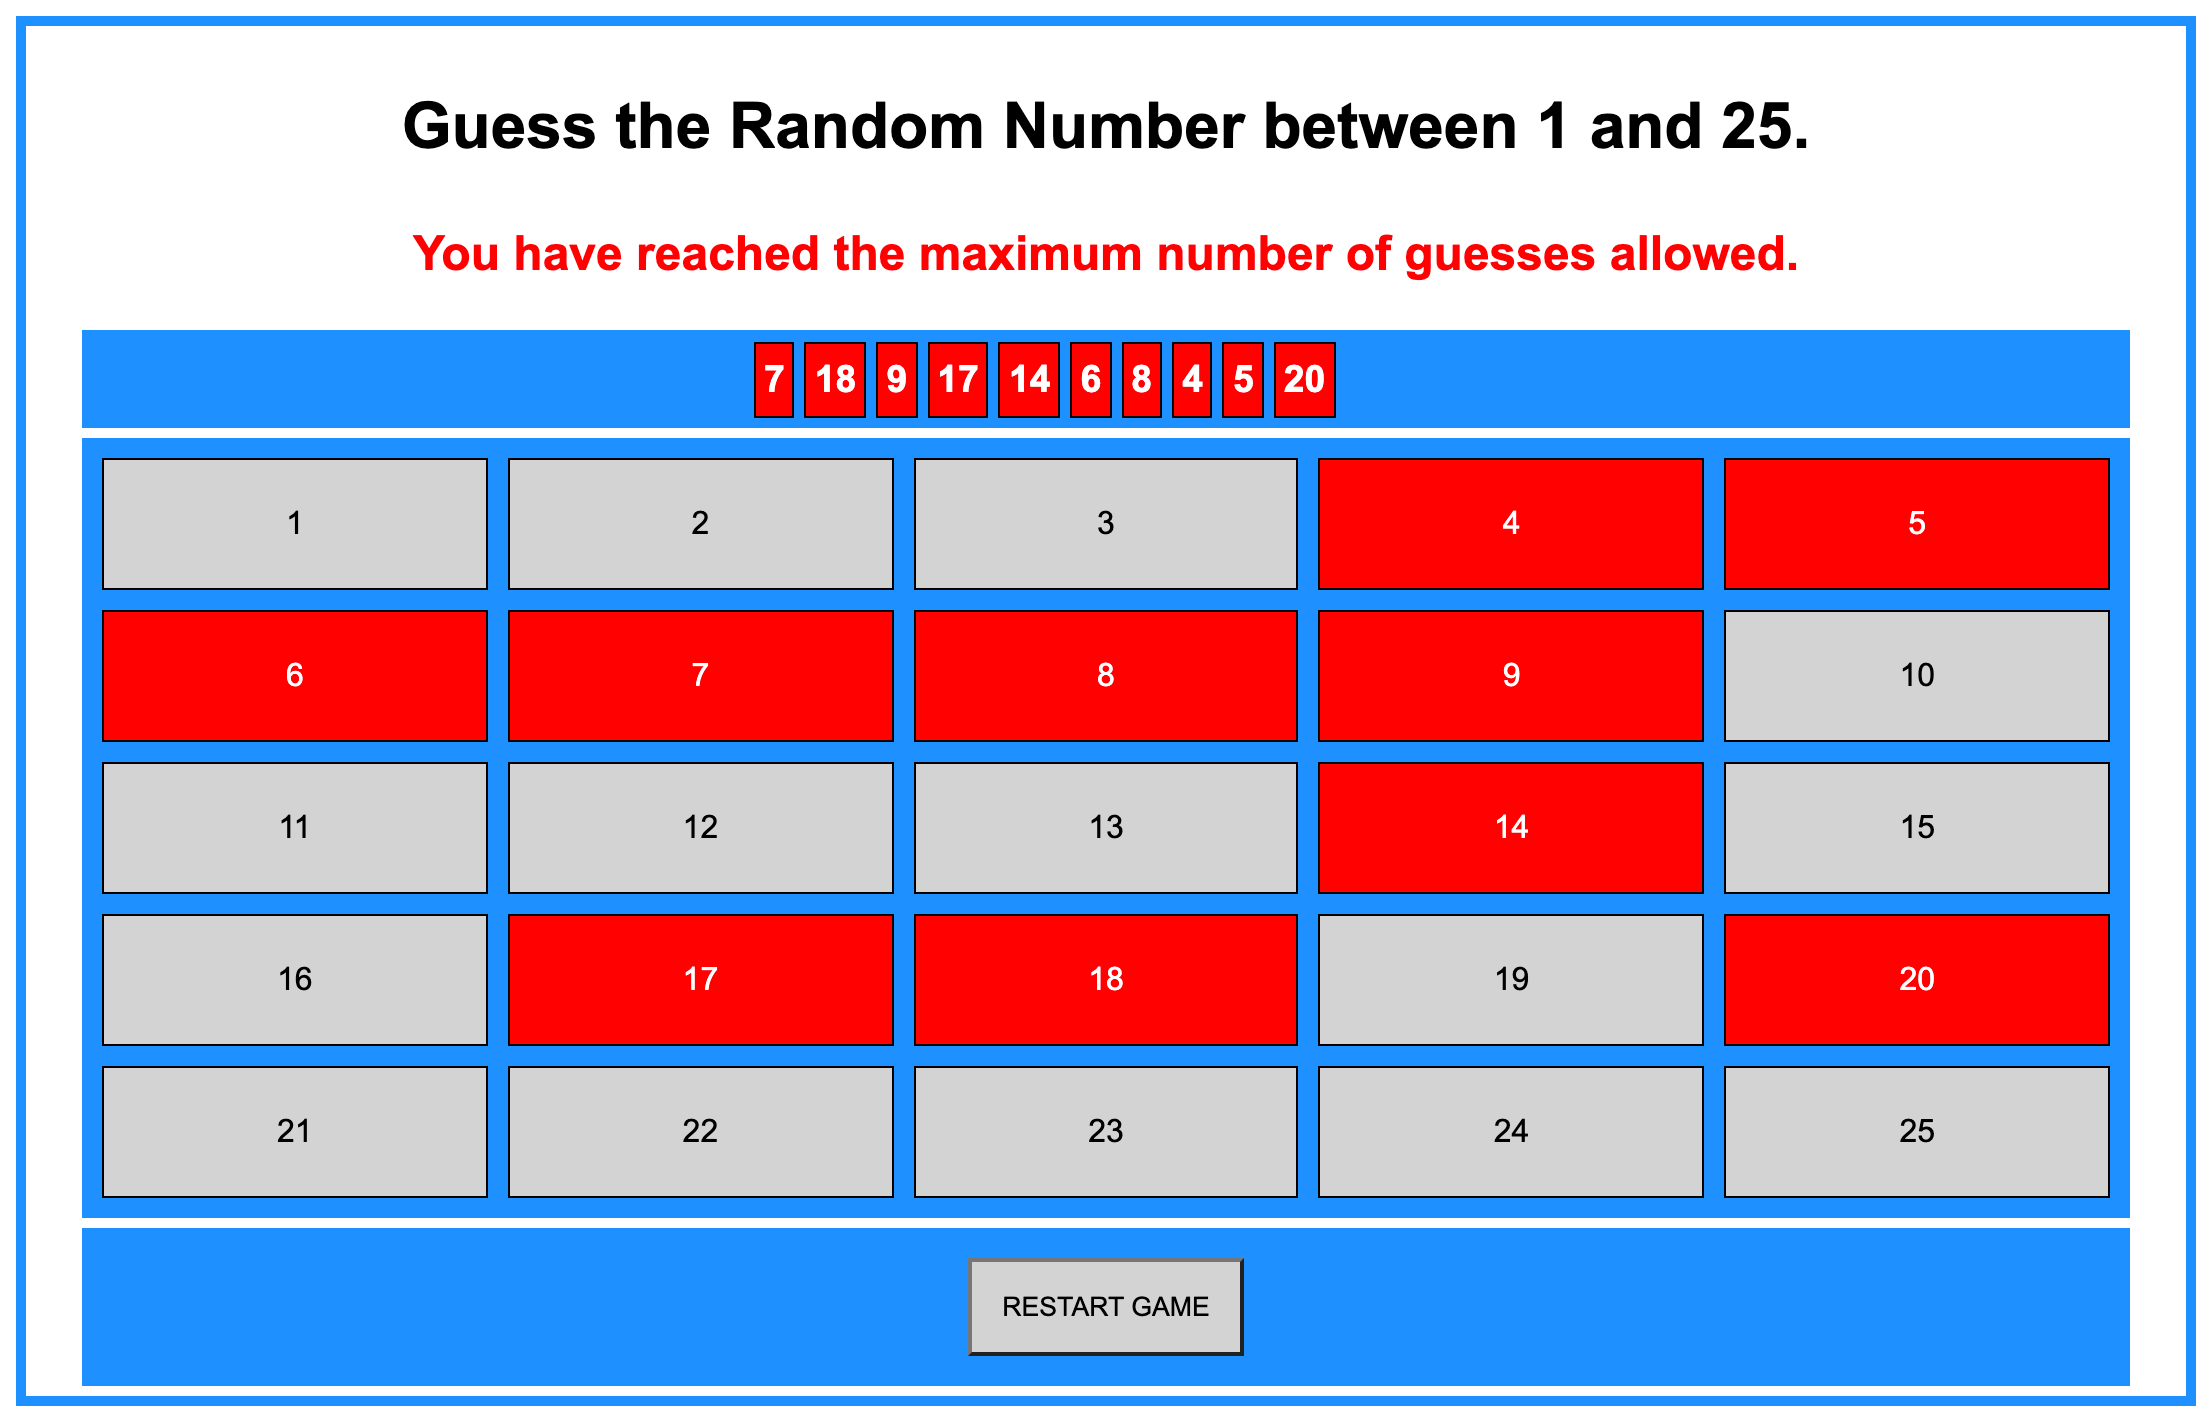 Guess the Random Number between 1 and 25.
You have reached the maximum number of guesses allowed.
7 18 9 17 14 6 8 4 5 20
1 2 3 4 5
6 7 8 9 10
11 12 13 14 15
16 17 18 19 20
21 22 23 24 25
RESTART GAME